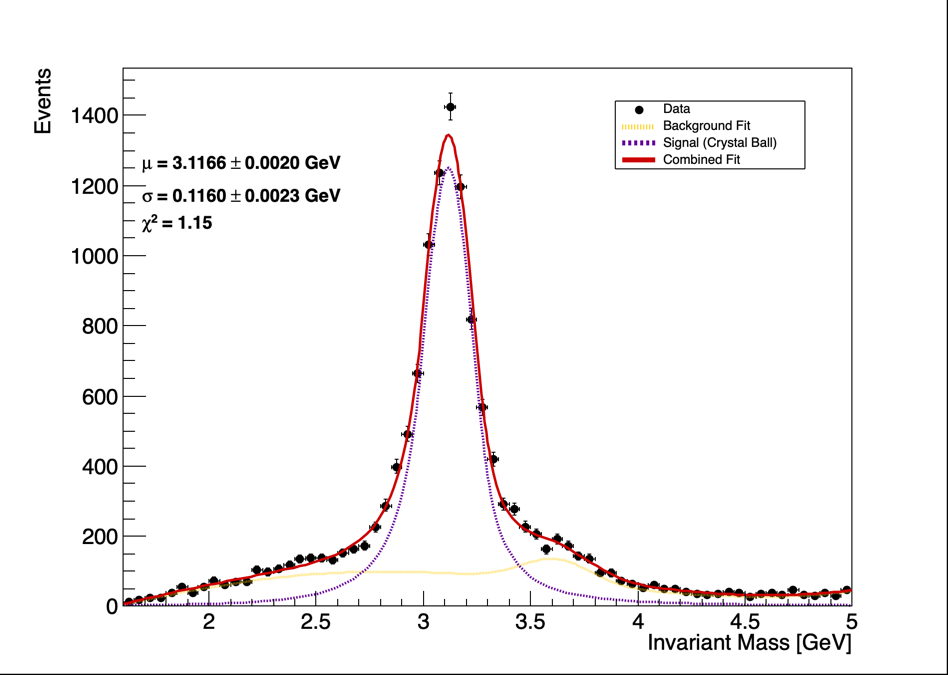 Events
1400
1200
1000
800
600
400
200
0
μ = 3.1166 ± 0.0020 GeV
σ = 0.1160 ± 0.0023 GeV
χ² = 1.15
Data
Background Fit
Signal (Crystal Ball)
Combined Fit
2 2.5 3 3.5 4 4.5 5
Invariant Mass [GeV]